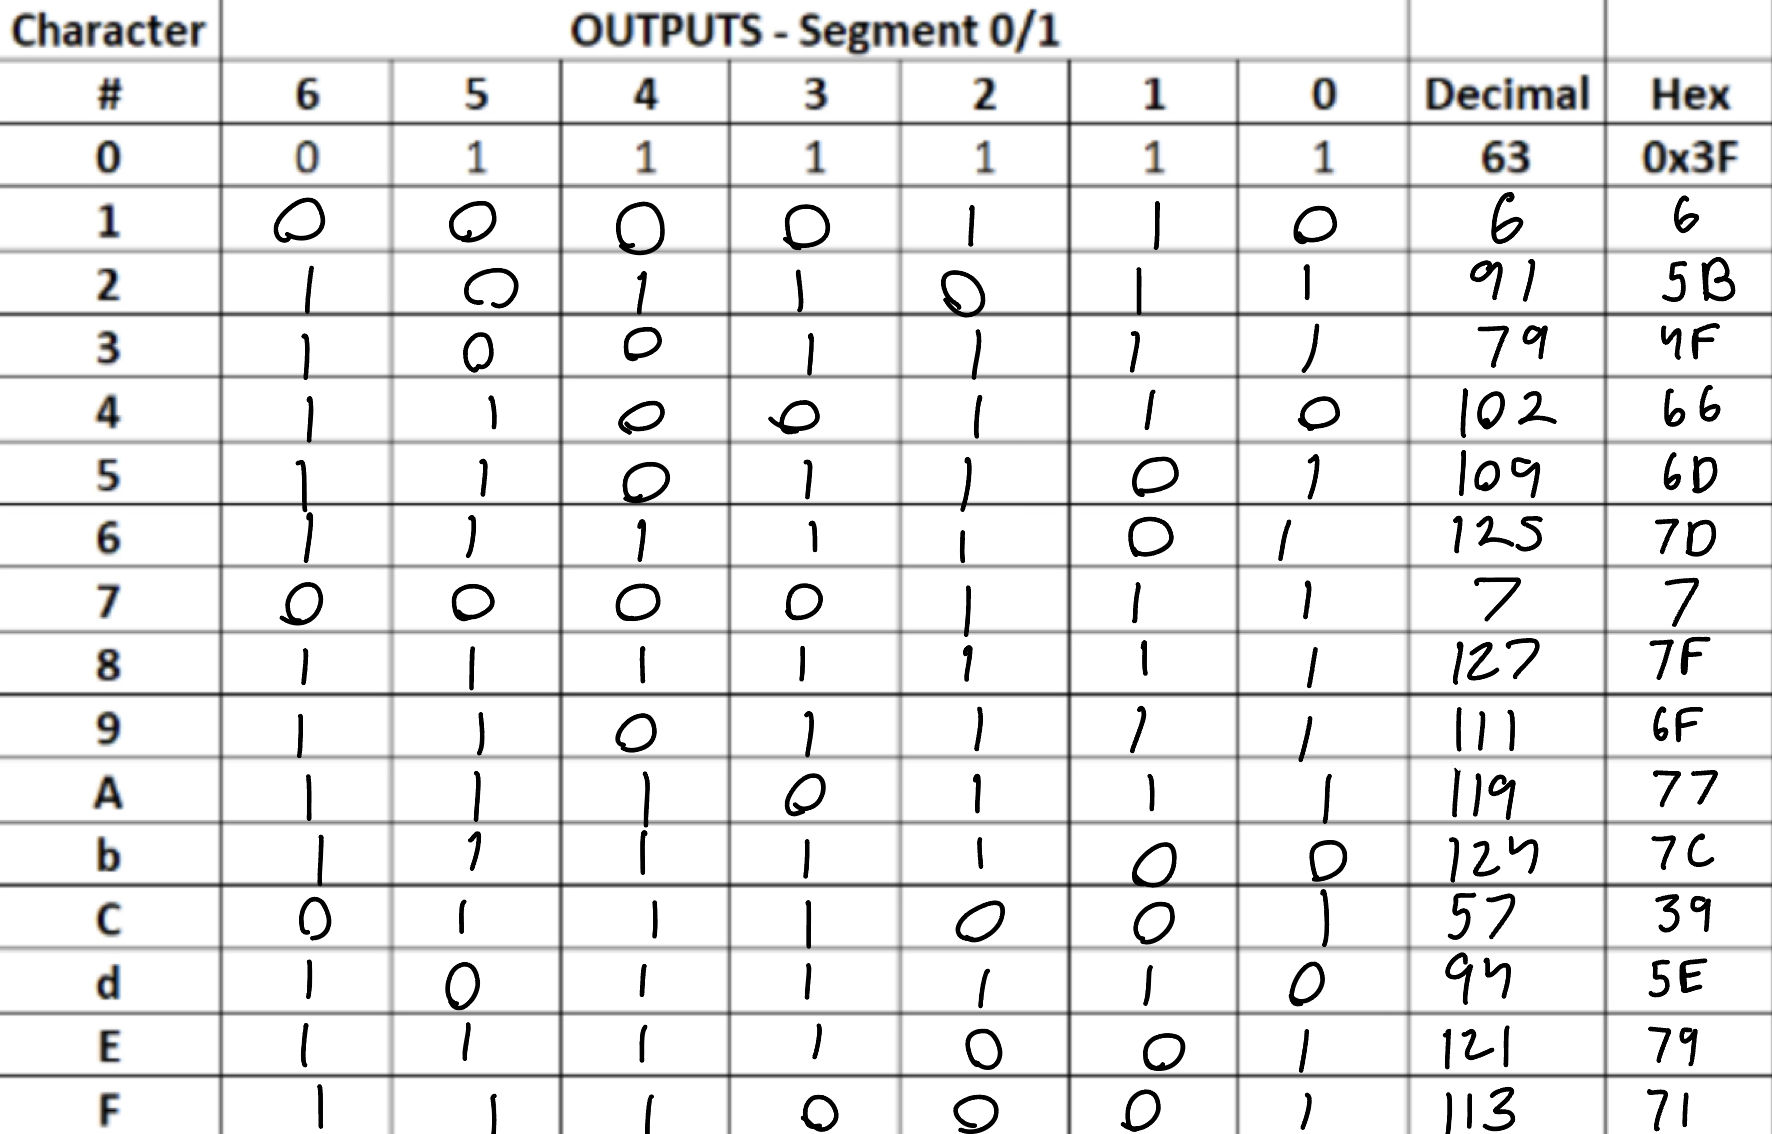 Character OUTPUTS - Segment 0/1
# 6 5 4 3 2 1 0 Decimal Hex
0 0 1 1 1 1 1 1 63 0x3F
1 0 0 0 0 1 1 0 6 6
2 1 0 1 1 0 1 1 91 5B
3 1 0 0 1 1 1 1 79 4F
4 1 1 0 0 1 1 0 102 66
5 1 1 0 1 1 0 1 109 6D
6 1 1 1 1 1 0 1 125 7D
7 0 0 0 0 1 1 1 7 7
8 1 1 1 1 1 1 1 127 7F
9 1 1 0 1 1 1 1 111 6F
A 1 1 1 0 1 1 1 119 77
b 1 1 1 1 1 0 0 124 7C
C 0 1 1 1 0 0 1 57 39
d 1 0 1 1 1 1 0 94 5E
E 1 1 1 1 0 0 1 121 79
F 1 1 1 0 0 0 1 113 71